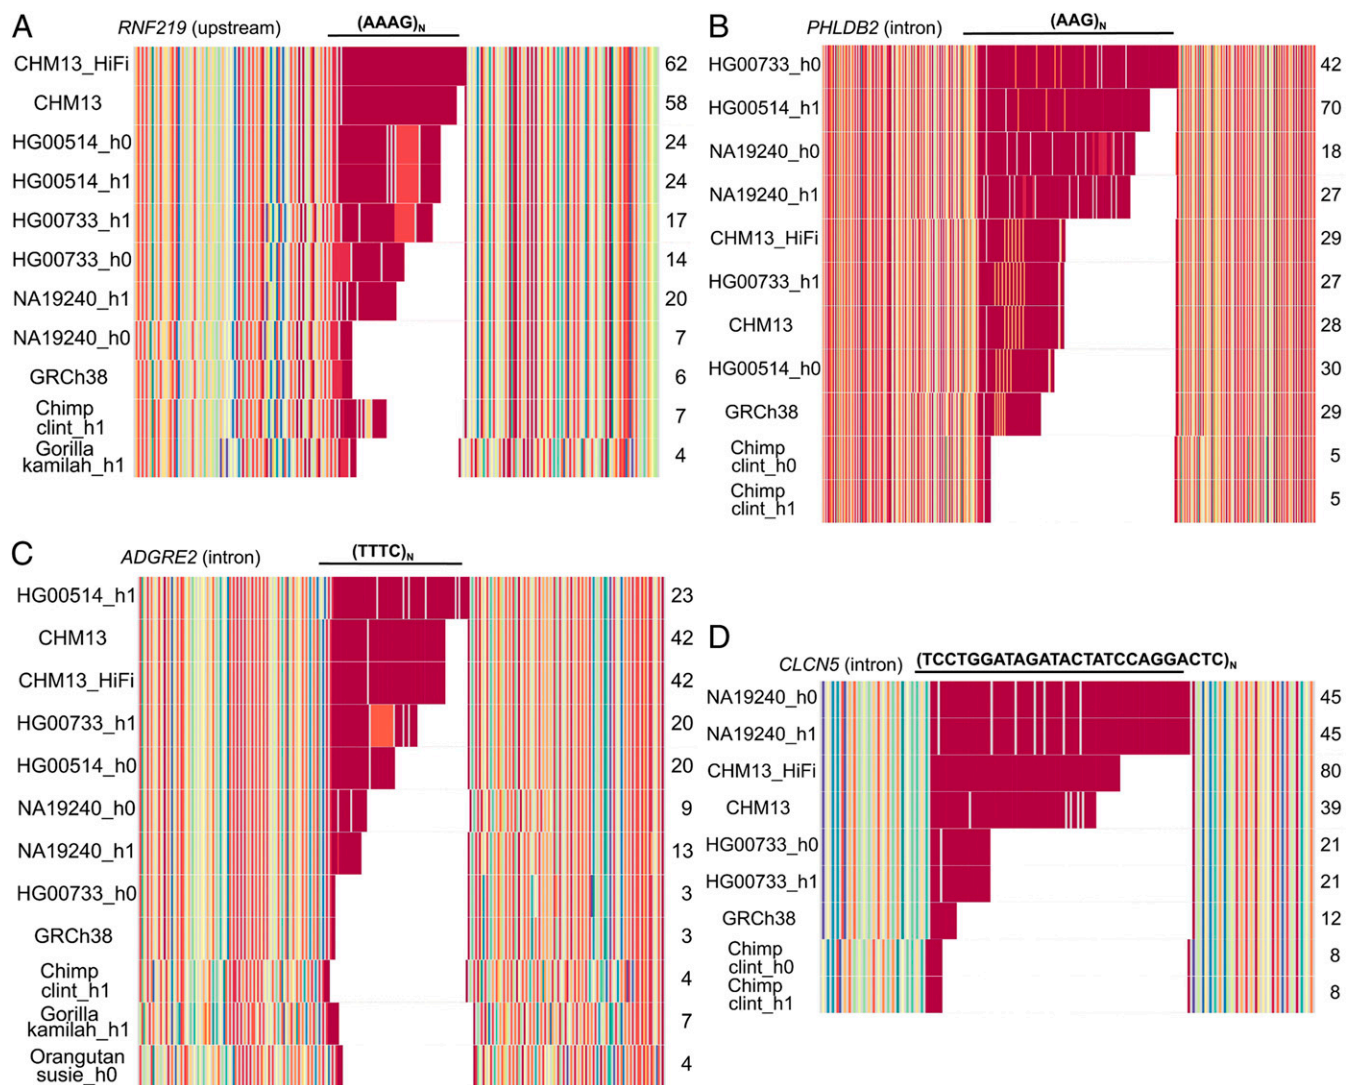 A
RNF219 (upstream)
(AAAG)N
CHM13_HiFi 62
CHM13 58
HG00514_h0 24
HG00514_h1 24
HG00733_h1 17
HG00733_h0 14
NA19240_h1 20
NA19240_h0 7
GRCh38 6
Chimp
clint_h1 7
Gorilla
kamilah_h1 4
B
PHLDB2 (intron)
(AAG)N
HG00733_h0 42
HG00514_h1 70
NA19240_h0 18
NA19240_h1 27
CHM13_HiFi 29
HG00733_h1 27
CHM13 28
HG00514_h0 30
GRCh38 29
Chimp
clint_h0 5
Chimp
clint_h1 5
C
ADGRE2 (intron)
(TTTC)N
HG00514_h1 23
CHM13 42
CHM13_HiFi 42
HG00733_h1 20
HG00514_h0 20
NA19240_h0 9
NA19240_h1 13
HG00733_h0 3
GRCh38 3
Chimp
clint_h1 4
Gorilla
kamilah_h1 7
Orangutan
susie_h0 4
D
CLCN5 (intron)
(TCCTGGATAGATACTATCCAGGACTC)N
NA19240_h0 45
NA19240_h1 45
CHM13_HiFi 80
CHM13 39
HG00733_h0 21
HG00733_h1 21
GRCh38 12
Chimp
clint_h0 8
Chimp
clint_h1 8